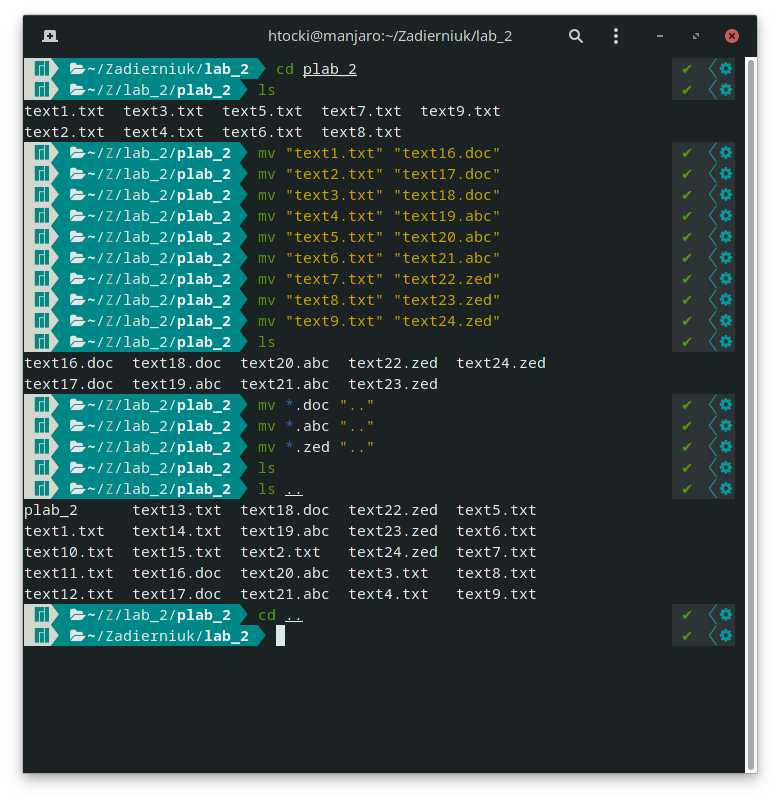 htocki@manjaro:~/Zadierniuk/lab_2
~/Zadierniuk/lab_2 cd plab_2 ✔
~/Z/lab_2/plab_2 ls ✔
text1.txt text3.txt text5.txt text7.txt text9.txt
text2.txt text4.txt text6.txt text8.txt
~/Z/lab_2/plab_2 mv "text1.txt" "text16.doc" ✔
~/Z/lab_2/plab_2 mv "text2.txt" "text17.doc" ✔
~/Z/lab_2/plab_2 mv "text3.txt" "text18.doc" ✔
~/Z/lab_2/plab_2 mv "text4.txt" "text19.abc" ✔
~/Z/lab_2/plab_2 mv "text5.txt" "text20.abc" ✔
~/Z/lab_2/plab_2 mv "text6.txt" "text21.abc" ✔
~/Z/lab_2/plab_2 mv "text7.txt" "text22.zed" ✔
~/Z/lab_2/plab_2 mv "text8.txt" "text23.zed" ✔
~/Z/lab_2/plab_2 mv "text9.txt" "text24.zed" ✔
~/Z/lab_2/plab_2 ls ✔
text16.doc text18.doc text20.abc text22.zed text24.zed
text17.doc text19.abc text21.abc text23.zed
~/Z/lab_2/plab_2 mv *.doc ".." ✔
~/Z/lab_2/plab_2 mv *.abc ".." ✔
~/Z/lab_2/plab_2 mv *.zed ".." ✔
~/Z/lab_2/plab_2 ls ✔
~/Z/lab_2/plab_2 ls .. ✔
plab_2 text13.txt text18.doc text22.zed text5.txt
text1.txt text14.txt text19.abc text23.zed text6.txt
text10.txt text15.txt text2.txt text24.zed text7.txt
text11.txt text16.doc text20.abc text3.txt text8.txt
text12.txt text17.doc text21.abc text4.txt text9.txt
~/Z/lab_2/plab_2 cd .. ✔
~/Zadierniuk/lab_2 ✔